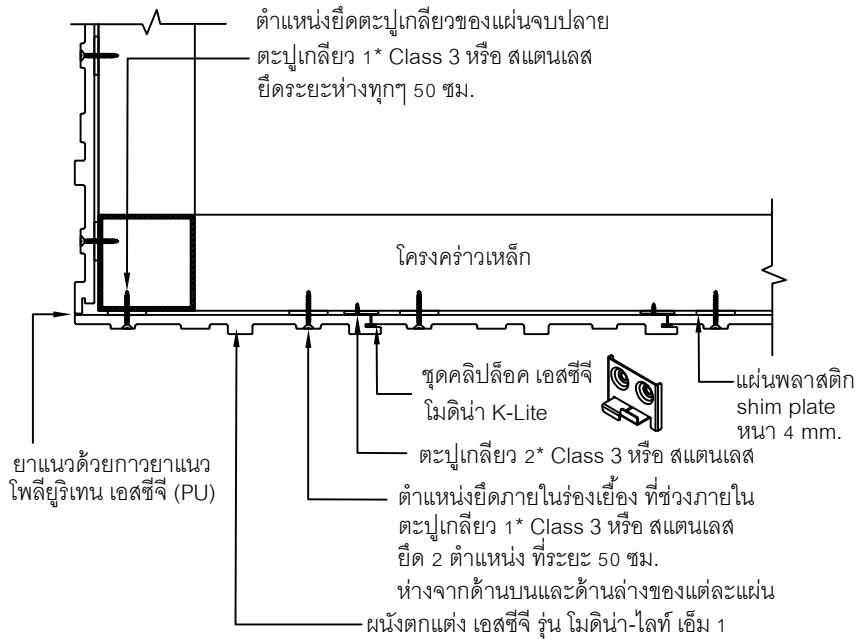 ตำแหน่งยึดตะปูเกลียวของแผ่นจบปลาย
ตะปูเกลียว 1* Class 3 หรือ สแตนเลส
ยึดระยะห่างทุกๆ 50 ซม.
โครงคร่าวเหล็ก
ชุดคลิปล็อค เอสซีจี
โมดิน่า K-Lite
แผ่นพลาสติก
shim plate
หนา 4 mm.
ยาแนวด้วยกาวยาแนว
โพลียูริเทน เอสซีจี (PU)
ตะปูเกลียว 2* Class 3 หรือ สแตนเลส
ตำแหน่งยึดภายในร่องเยื้อง ที่ช่วงภายใน
ตะปูเกลียว 1* Class 3 หรือ สแตนเลส
ยึด 2 ตำแหน่ง ที่ระยะ 50 ซม.
ห่างจากด้านบนและด้านล่างของแต่ละแผ่น
ผนังตกแต่ง เอสซีจี รุ่น โมดิน่า-ไลท์ เอ็ม 1